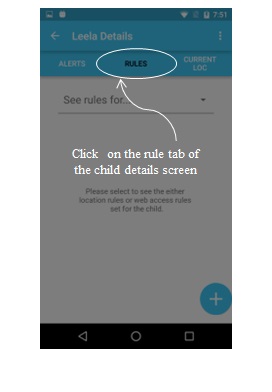 7:51
Leela Details
ALERTS
RULES
CURRENT
LOC
See rules for...
Click on the rule tab of
the child details screen
Please select to see the either
location rules or web access rules
set for the child.